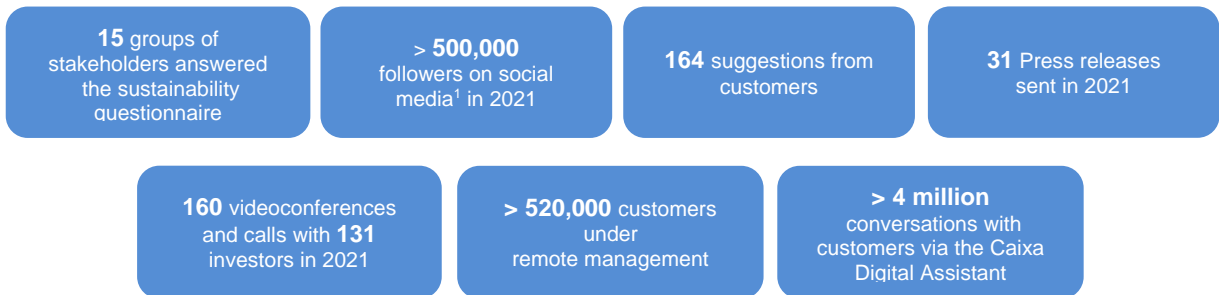 15 groups of
stakeholders answered
the sustainability
questionnaire
> 500,000
followers on social
media¹ in 2021
164 suggestions from
customers
31 Press releases
sent in 2021
160 videoconferences
and calls with 131
investors in 2021
> 520,000 customers
under
remote management
> 4 million
conversations with
customers via the Caixa
Digital Assistant